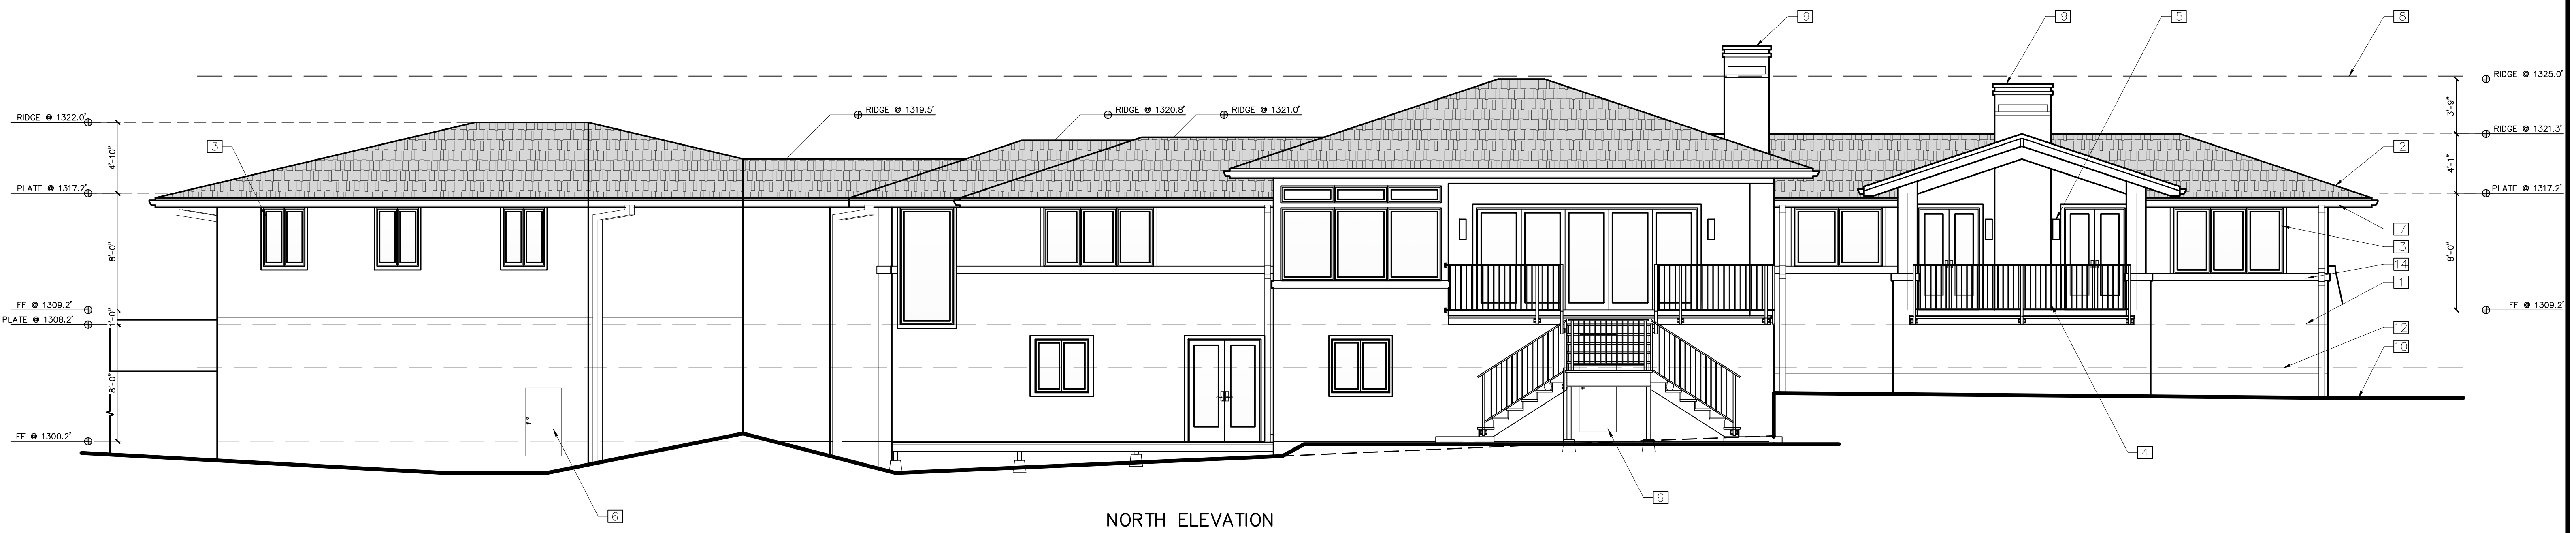 9
9
5
8
RIDGE @ 1325.0'
3'-9"
RIDGE @ 1319.5'
RIDGE @ 1320.8'
RIDGE @ 1321.0'
RIDGE @ 1322.0'
RIDGE @ 1321.3'
3
2
4'-10"
4'-1"
PLATE @ 1317.2'
PLATE @ 1317.2'
7
3
8'-0"
8'-0"
14
1
FF @ 1309.2'
FF @ 1309.2'
1'-0"
PLATE @ 1308.2'
12
10
8'-0"
FF @ 1300.2'
4
6
6
NORTH ELEVATION